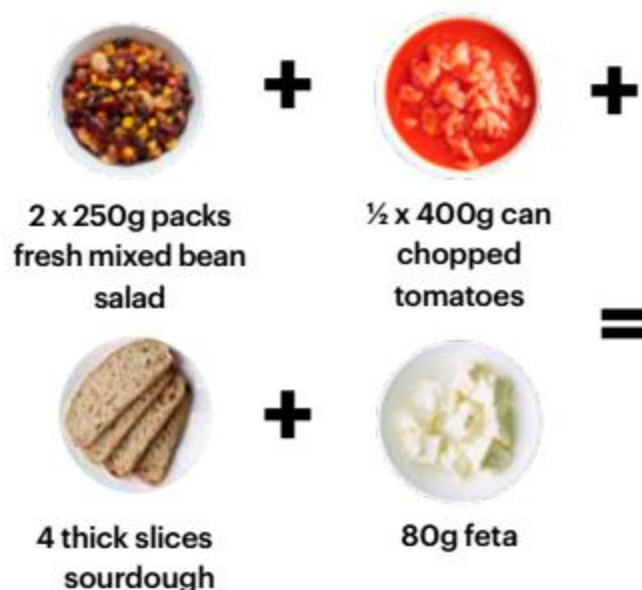 +
+
2 x 250g packs
fresh mixed bean
salad
½ x 400g can
chopped
tomatoes
=
+
4 thick slices
sourdough
80g feta